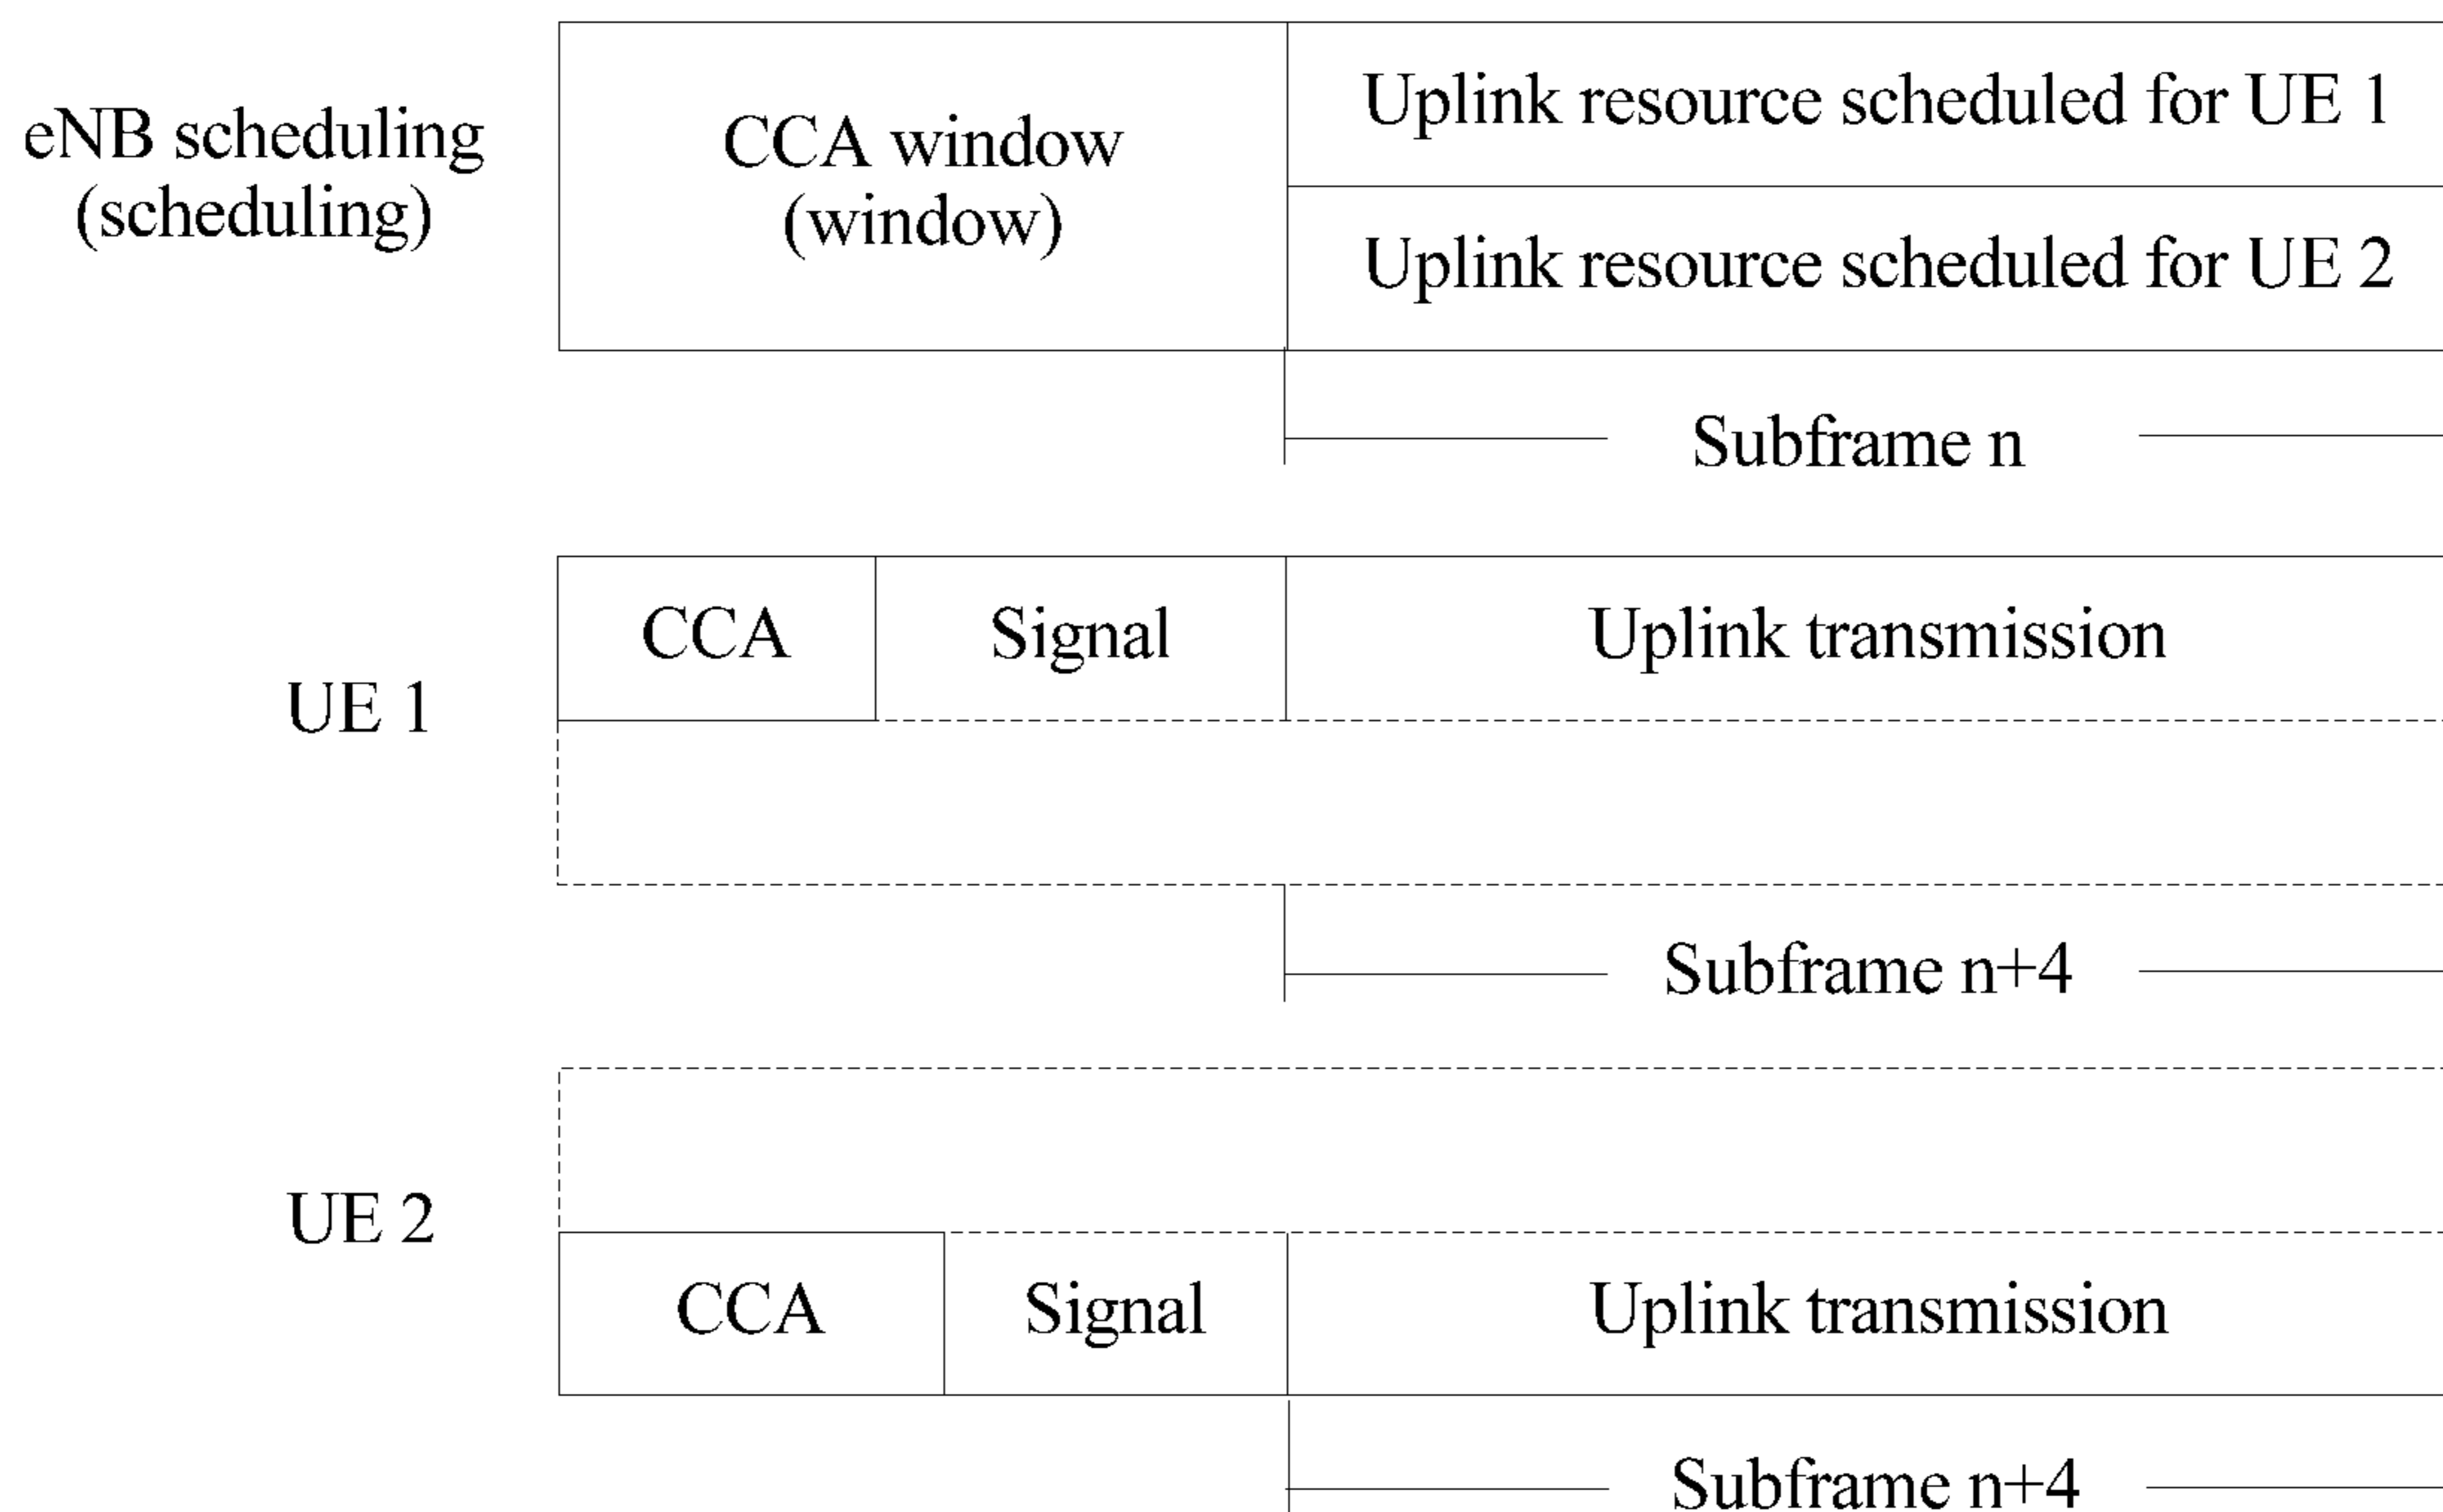 eNB scheduling
(scheduling)
CCA window
(window)
Uplink resource scheduled for UE 1
Uplink resource scheduled for UE 2
Subframe n
UE 1
CCA
Signal
Uplink transmission
Subframe n+4
UE 2
CCA
Signal
Uplink transmission
Subframe n+4